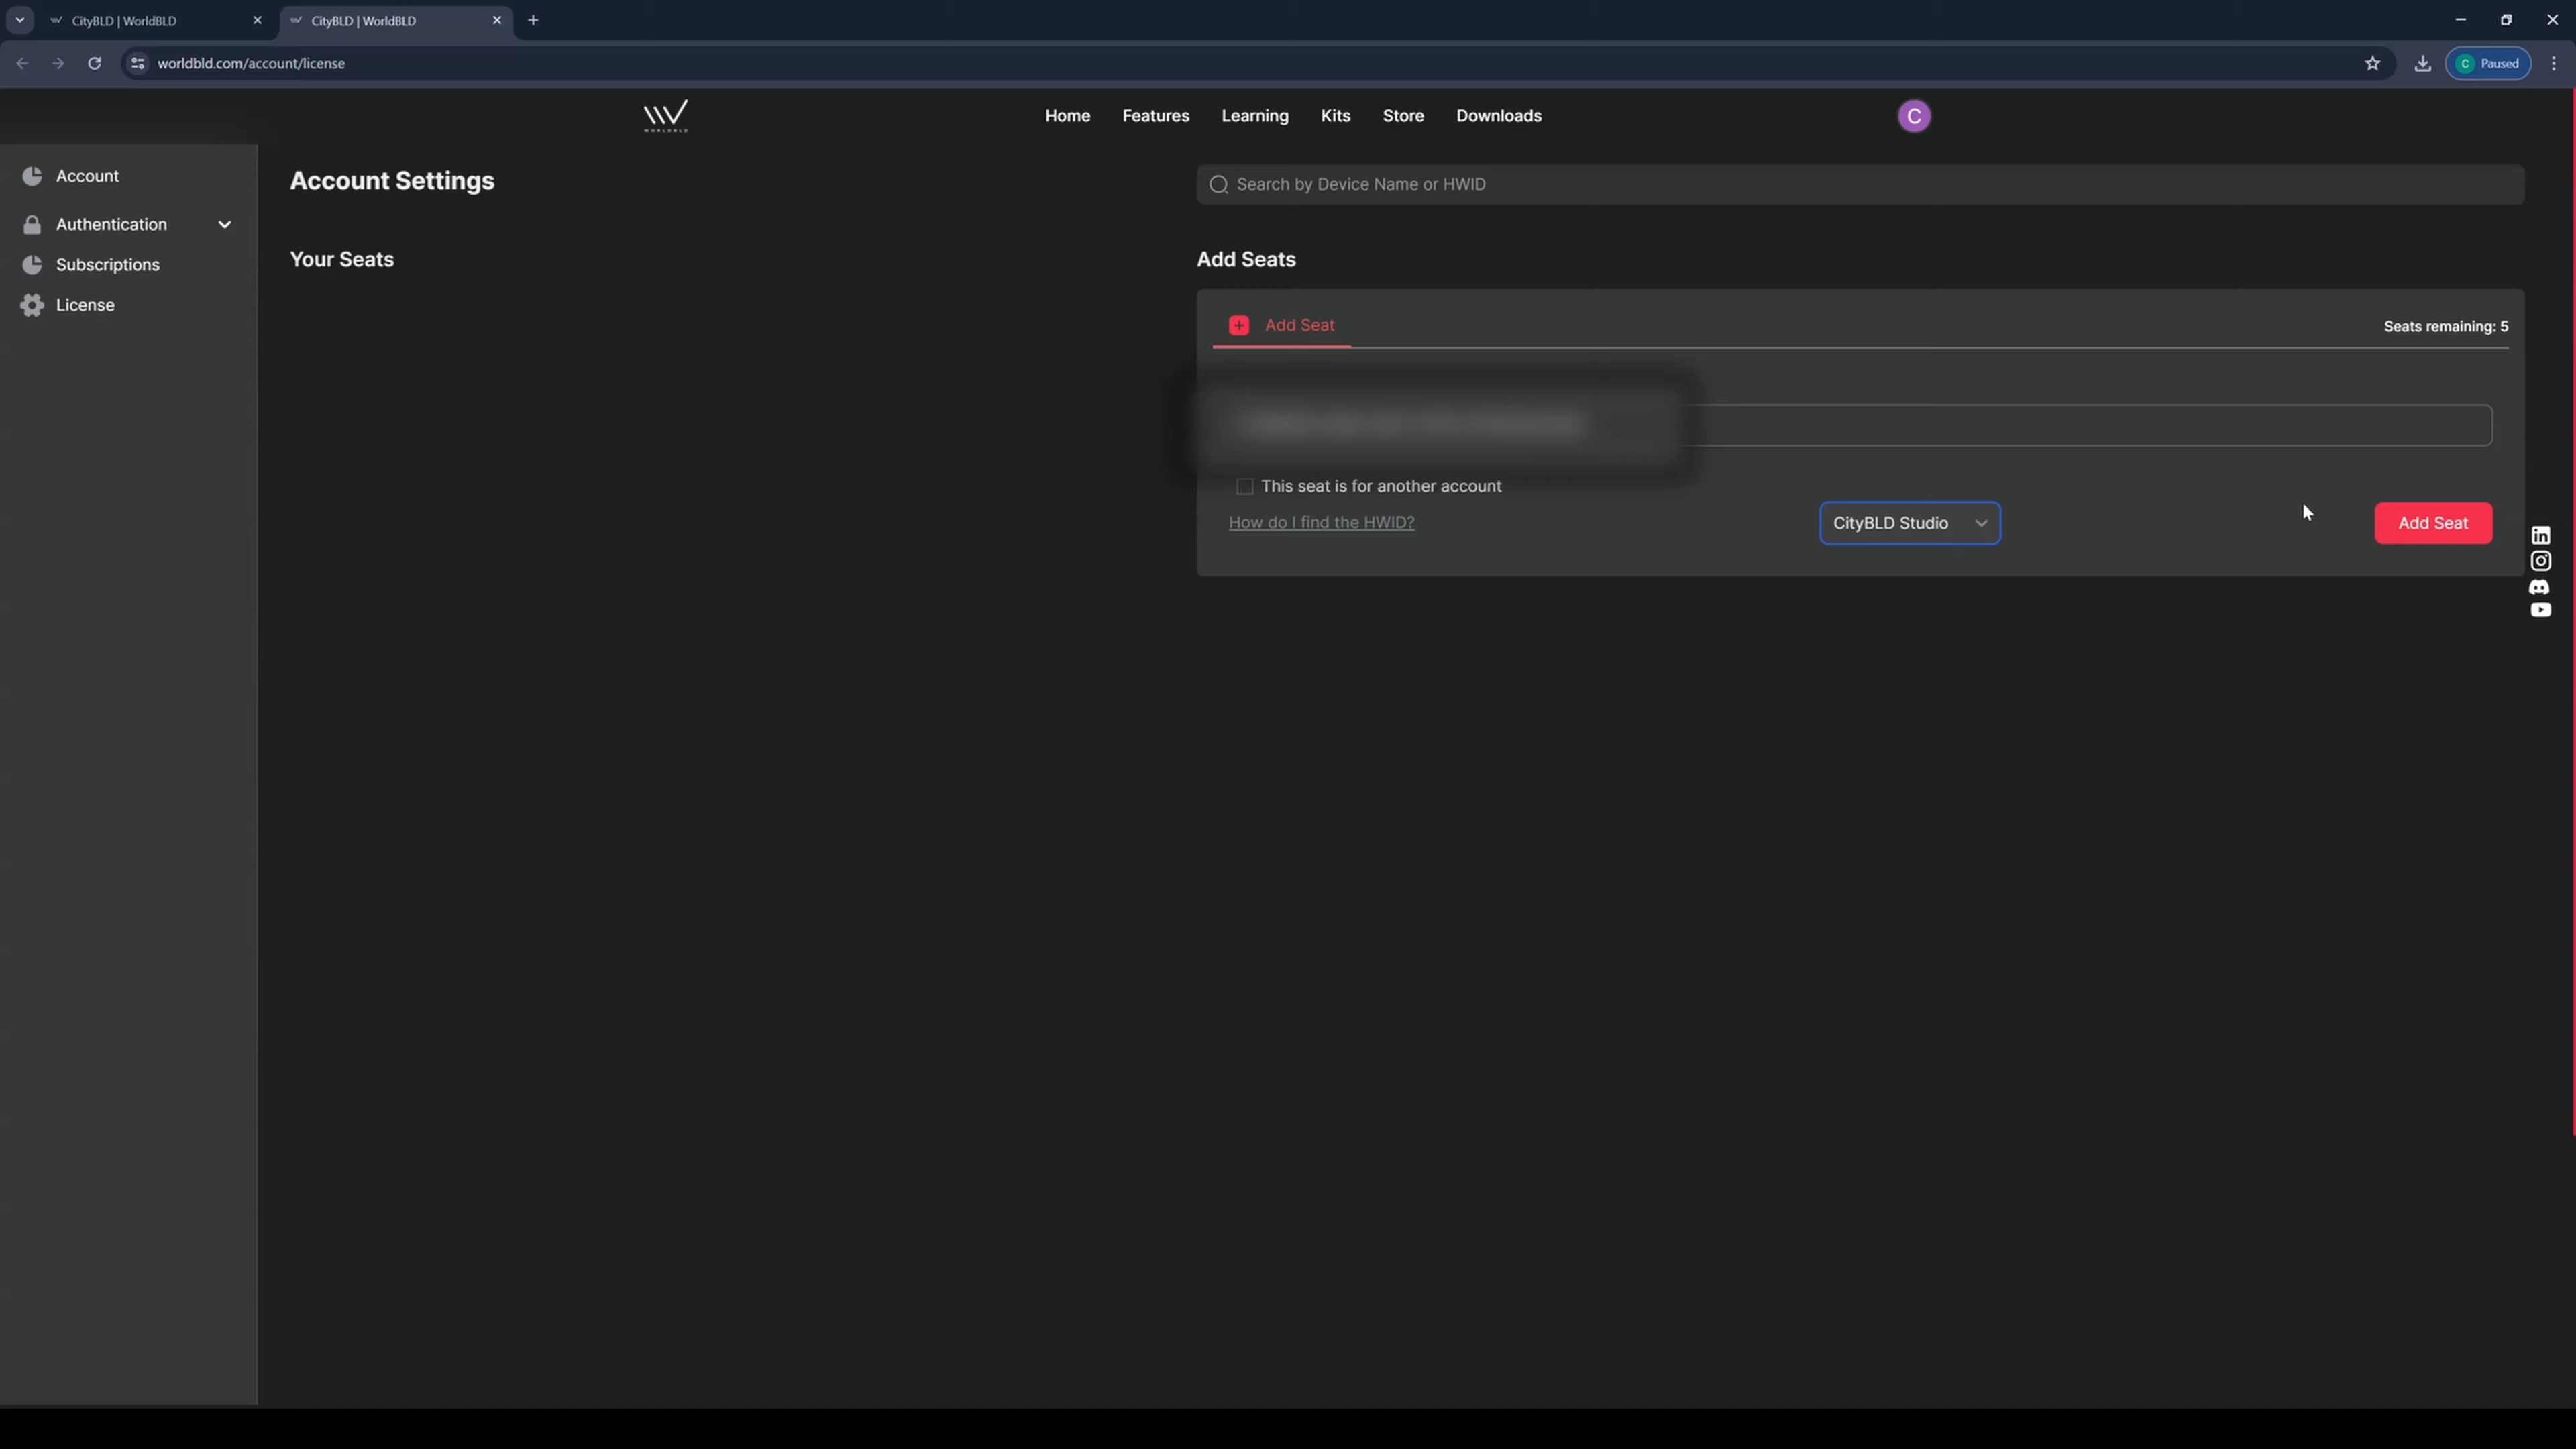 CityBLD | WorldBLD
CityBLD | WorldBLD
worldbld.com/account/license
C Paused
WORLDBLD
Home Features Learning Kits Store Downloads
C
Account
Authentication
Subscriptions
License
Account Settings
Search by Device Name or HWID
Your Seats
Add Seats
Add Seat
Seats remaining: 5
This seat is for another account
How do I find the HWID?
CityBLD Studio
Add Seat